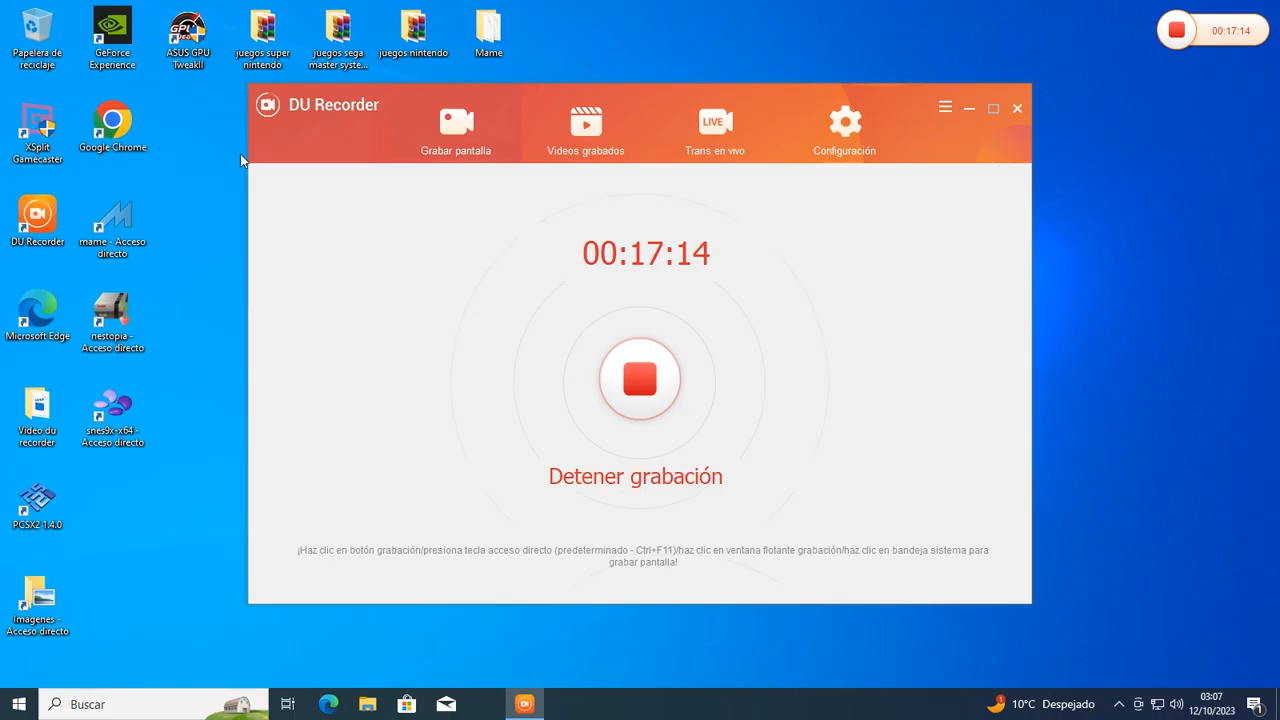 Papelera de
reciclaje
GeForce
Experience
GPU
ASUS GPU
TweakII
juegos super
nintendo
juegos sega
master syste...
juegos nintendo
Mame
00:17:14
XSplit
Gamecaster
Google Chrome
DU Recorder
Grabar pantalla
Videos grabados
LIVE
Trans en vivo
Configuración
DU Recorder
mame - Acceso
directo
00:17:14
Microsoft Edge
nestopia -
Acceso directo
Detener grabación
Video du
recorder
snes9x-x64 -
Acceso directo
PCSX2 1.4.0
¡Haz clic en botón grabación/presiona tecla acceso directo (predeterminado - Ctrl+F11)/haz clic en ventana flotante grabación/haz clic en bandeja sistema para
grabar pantalla!
Imágenes -
Acceso directo
Buscar
1
10°C Despejado
03:07
12/10/2023
1